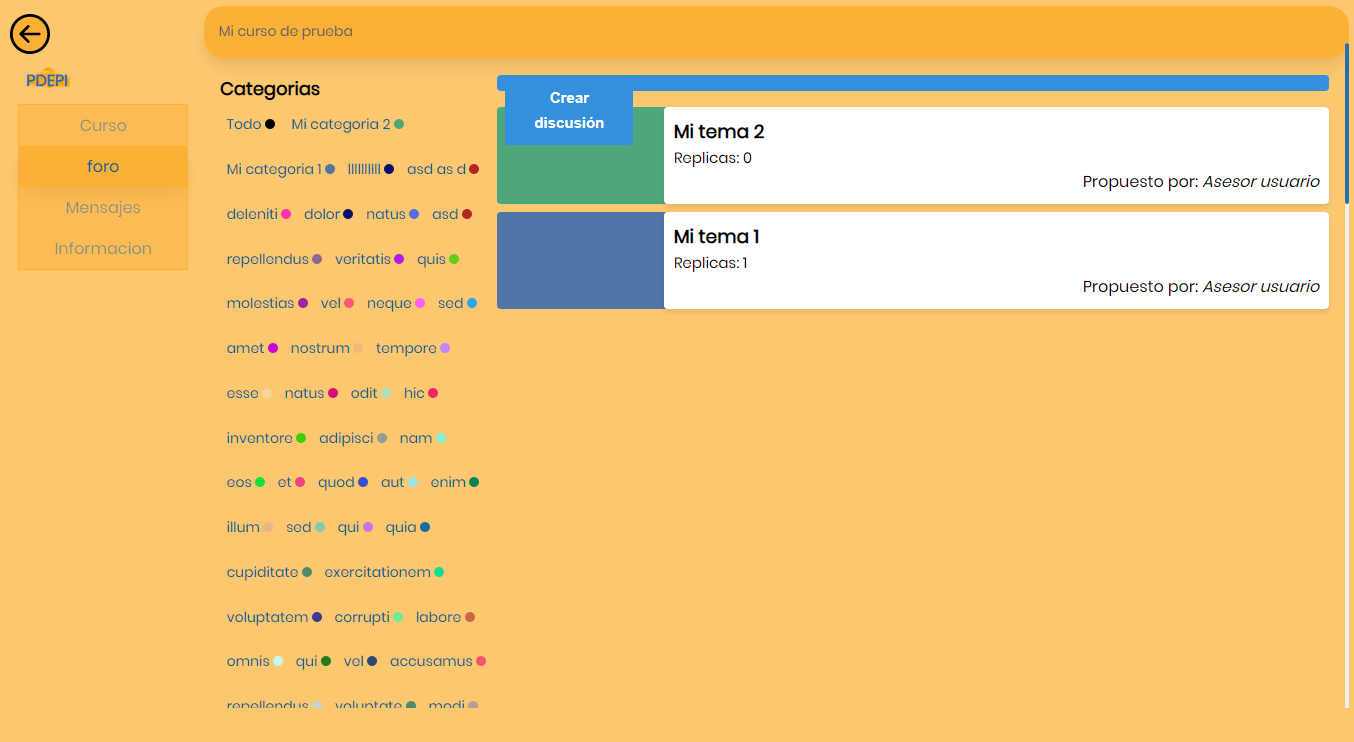 Mi curso de prueba
PDEPI
Curso
foro
Mensajes
Informacion
Categorias
Todo Mi categoria 2
Mi categoria 1 llllllllll asd as d
deleniti dolor natus asd
repellendus veritatis quis
molestias vel neque sed
amet nostrum tempore
esse natus odit hic
inventore adipisci nam
eos et quod aut enim
illum sed qui quia
cupiditate exercitationem
voluptatem corrupti labore
omnis qui vel accusamus
repellendus voluptate modi
Crear
discusión
Mi tema 2
Replicas: 0
Propuesto por: Asesor usuario
Mi tema 1
Replicas: 1
Propuesto por: Asesor usuario